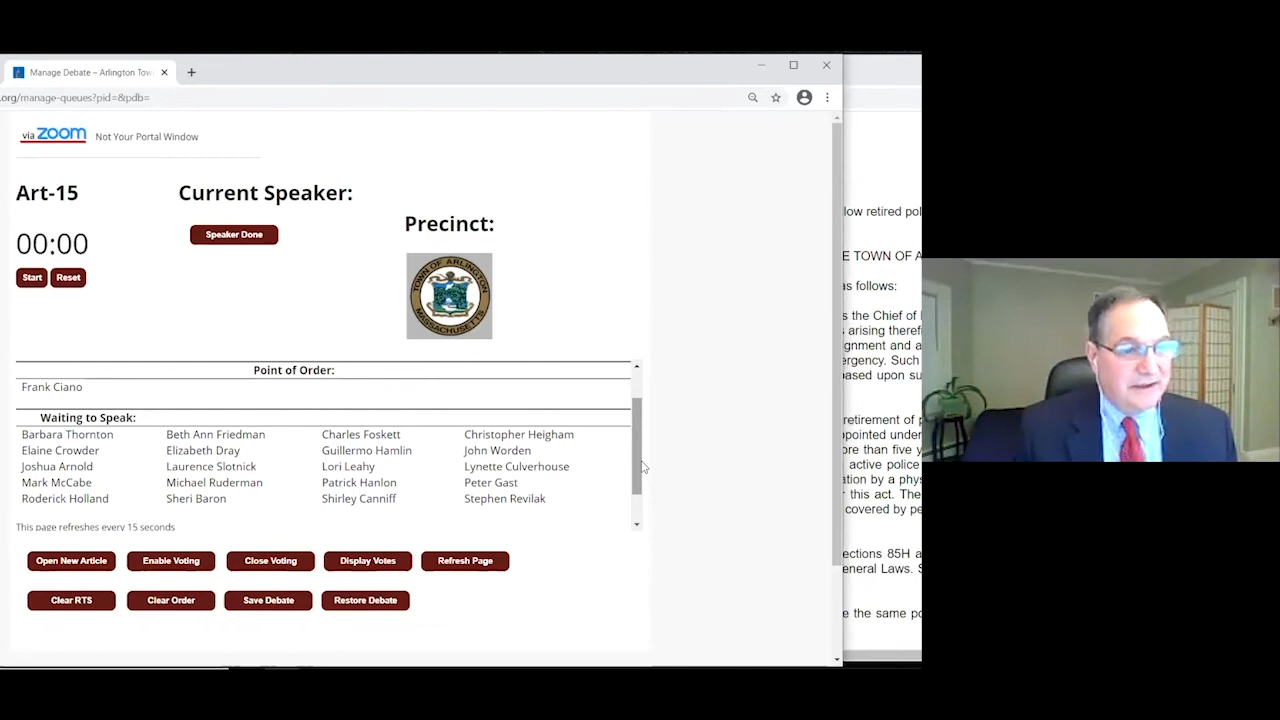 Manage Debate – Arlington Tow
.org/manage-queues?pid=&pdb=
via zoom Not Your Portal Window
Art-15
Current Speaker:
Precinct:
00:00
Speaker Done
Start Reset
TOWN OF ARLINGTON
MASSACHUSETTS
Point of Order:
Frank Ciano
Waiting to Speak:
Barbara Thornton Beth Ann Friedman Charles Foskett Christopher Heigham
Elaine Crowder Elizabeth Dray Guillermo Hamlin John Worden
Joshua Arnold Laurence Slotnick Lori Leahy Lynette Culverhouse
Mark McCabe Michael Ruderman Patrick Hanlon Peter Gast
Roderick Holland Sheri Baron Shirley Canniff Stephen Revilak
This page refreshes every 15 seconds
Open New Article Enable Voting Close Voting Display Votes Refresh Page
Clear RTS Clear Order Save Debate Restore Debate
low retired pol
E TOWN OF A
as follows:
s the Chief of
arising theref
ignment and a
ergency. Such
based upon su
retirement of p
ppointed under
ore than five y
active police
ation by a phys
r this act. The
covered by pe
ections 85H a
eneral Laws. S
e the same po